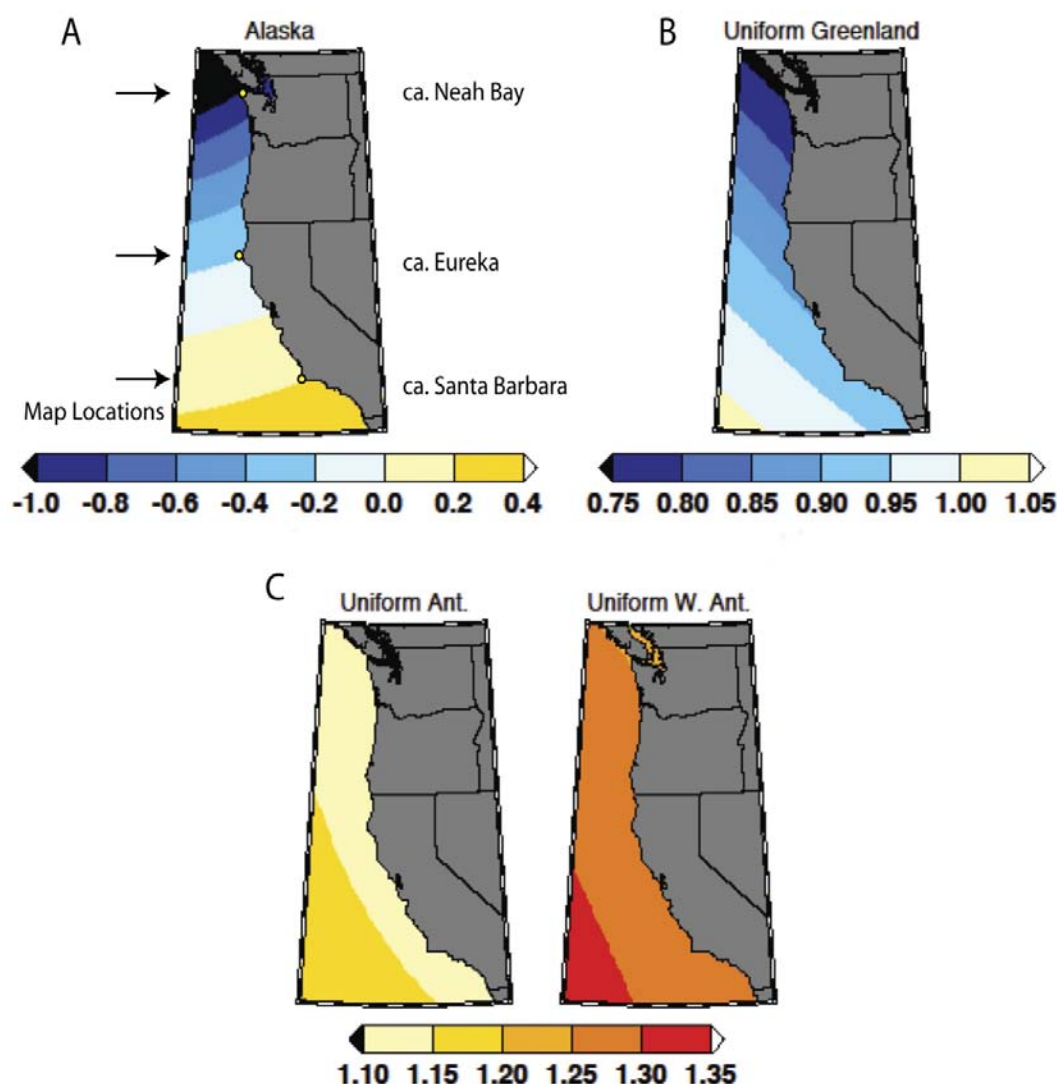 A
Alaska
ca. Neah Bay
ca. Eureka
ca. Santa Barbara
Map Locations
-1.0 -0.8 -0.6 -0.4 -0.2 0.0 0.2 0.4
B
Uniform Greenland
0.75 0.80 0.85 0.90 0.95 1.00 1.05
C
Uniform Ant.
Uniform W. Ant.
1.10 1.15 1.20 1.25 1.30 1.35